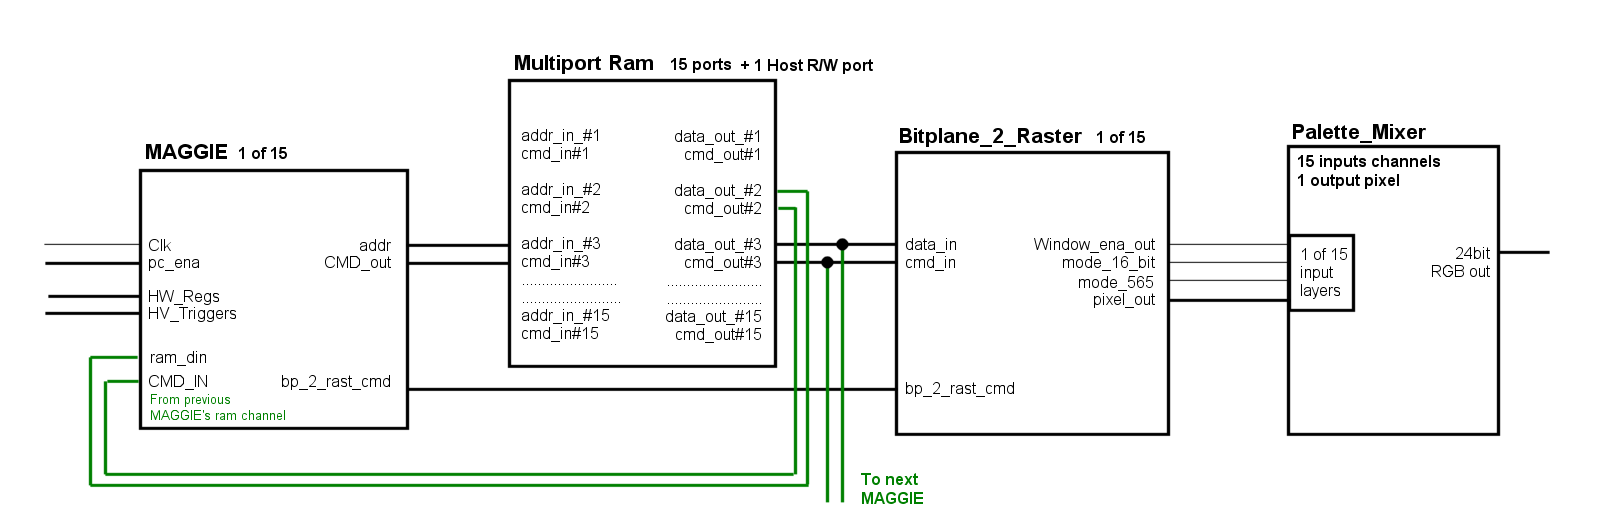 Multiport Ram 15 ports + 1 Host R/W port
addr_in_#1
cmd_in#1
addr_in_#2
cmd_in#2
addr_in_#3
cmd_in#3
........................
.........................
addr_in_#15
cmd_in#15
data_out_#1
cmd_out#1
data_out_#2
cmd_out#2
data_out_#3
cmd_out#3
........................
........................
data_out_#15
cmd_out#15
MAGGIE 1 of 15
Clk
pc_ena
HW_Regs
HV_Triggers
ram_din
CMD_IN
From previous
MAGGIE's ram channel
addr
CMD_out
bp_2_rast_cmd
Bitplane_2_Raster 1 of 15
data_in
cmd_in
bp_2_rast_cmd
Window_ena_out
mode_16_bit
mode_565
pixel_out
Palette_Mixer
15 inputs channels
1 output pixel
1 of 15
input
layers
24bit
RGB out
To next
MAGGIE